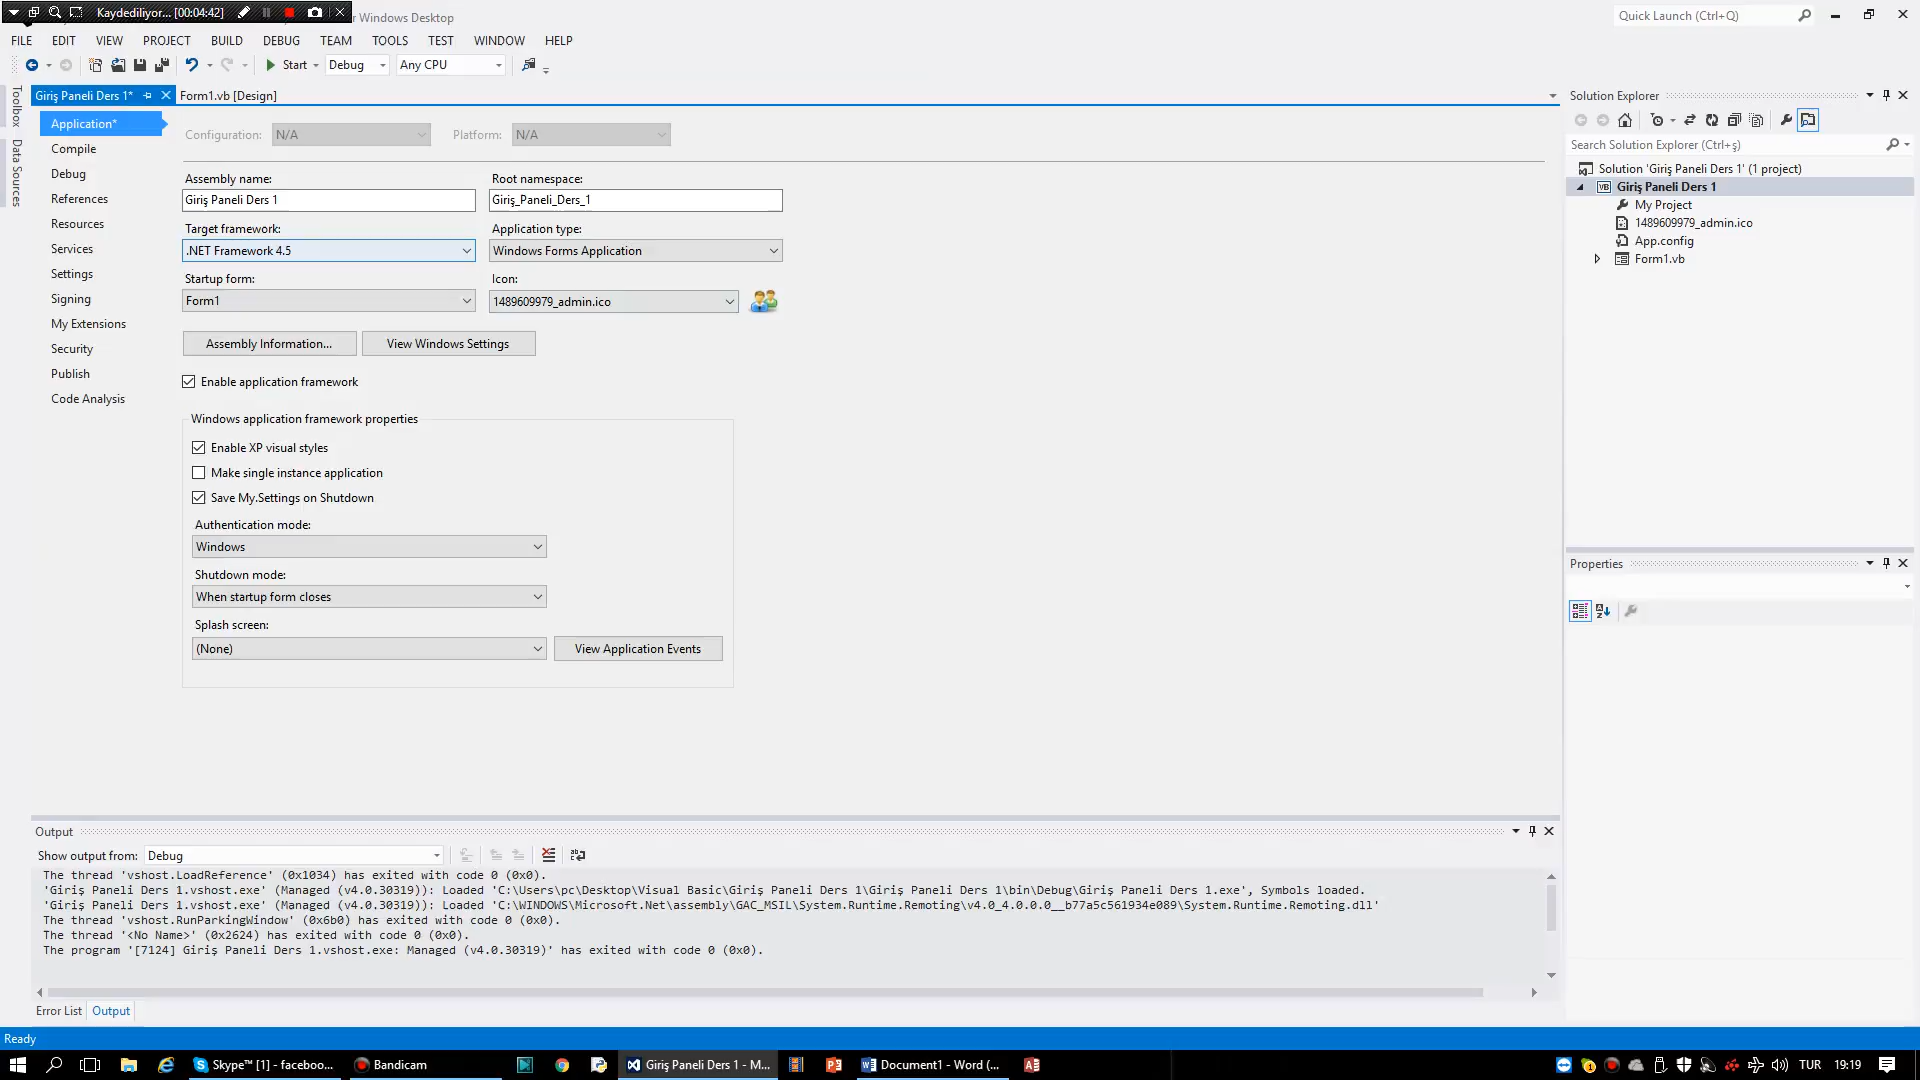 Kaydediliyor... [00:04:42]
r Windows Desktop
Quick Launch (Ctrl+Q)
FILE EDIT VIEW PROJECT BUILD DEBUG TEAM TOOLS TEST WINDOW HELP
Start Debug Any CPU
Toolbox
Data Sources
Giriş Paneli Ders 1* Form1.vb [Design]
Application*
Compile
Debug
References
Resources
Services
Settings
Signing
My Extensions
Security
Publish
Code Analysis
Configuration: N/A Platform: N/A
Assembly name: Root namespace:
Giriş Paneli Ders 1 Giriş_Paneli_Ders_1
Target framework: Application type:
.NET Framework 4.5 Windows Forms Application
Startup form: Icon:
Form1 1489609979_admin.ico
Assembly Information... View Windows Settings
Enable application framework
Windows application framework properties
Enable XP visual styles
Make single instance application
Save My.Settings on Shutdown
Authentication mode:
Windows
Shutdown mode:
When startup form closes
Splash screen:
(None) View Application Events
Solution Explorer
Search Solution Explorer (Ctrl+ş)
Solution 'Giriş Paneli Ders 1' (1 project)
VB Giriş Paneli Ders 1
My Project
1489609979_admin.ico
App.config
Form1.vb
Properties
Output
Show output from: Debug
The thread 'vshost.LoadReference' (0x1034) has exited with code 0 (0x0).
'Giriş Paneli Ders 1.vshost.exe' (Managed (v4.0.30319)): Loaded 'C:\Users\pc\Desktop\Visual Basic\Giriş Paneli Ders 1\Giriş Paneli Ders 1\bin\Debug\Giriş Paneli Ders 1.exe', Symbols loaded.
'Giriş Paneli Ders 1.vshost.exe' (Managed (v4.0.30319)): Loaded 'C:\WINDOWS\Microsoft.Net\assembly\GAC_MSIL\System.Runtime.Remoting\v4.0_4.0.0.0__b77a5c561934e089\System.Runtime.Remoting.dll'
The thread 'vshost.RunParkingWindow' (0x6b0) has exited with code 0 (0x0).
The thread '<No Name>' (0x2624) has exited with code 0 (0x0).
The program '[7124] Giriş Paneli Ders 1.vshost.exe: Managed (v4.0.30319)' has exited with code 0 (0x0).
Error List Output
Ready
Skype™ [1] - faceboo... Bandicam Giriş Paneli Ders 1 - M... Document1 - Word (... TUR 19:19